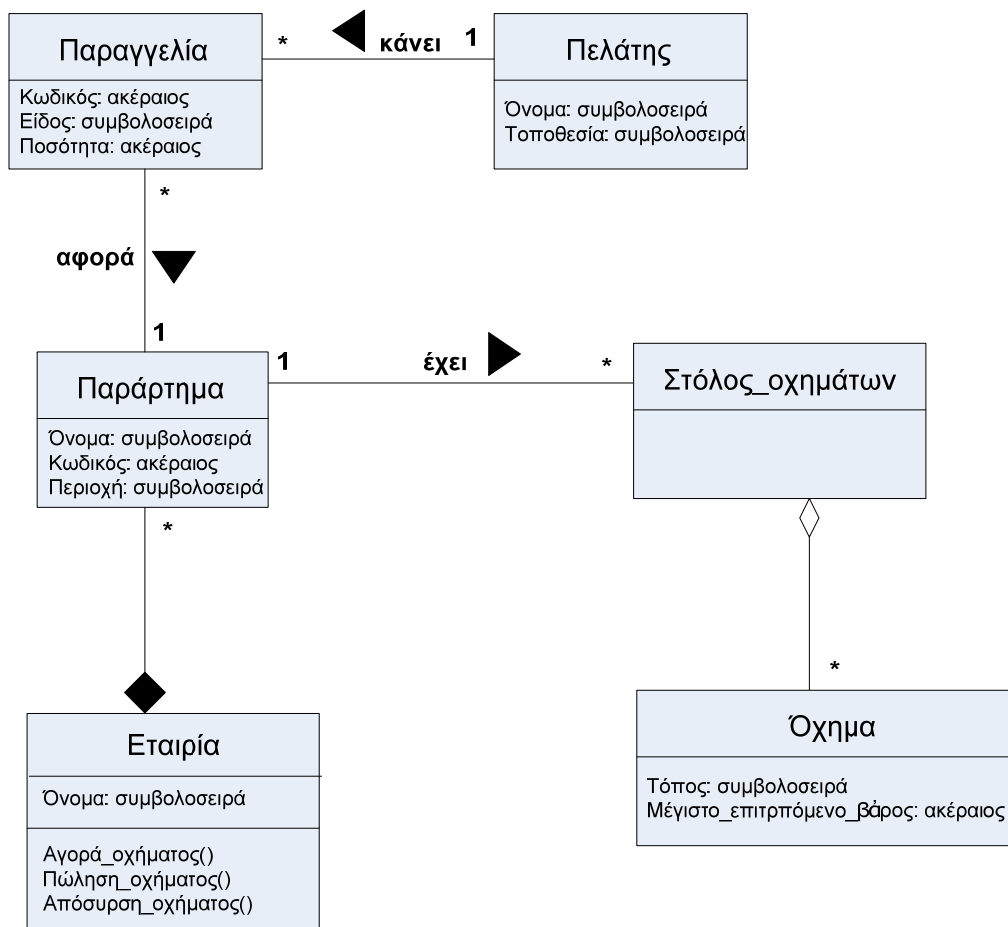 Παραγγελία
Κωδικός: ακέραιος
Είδος: συμβολοσειρά
Ποσότητα: ακέραιος
*
κάνει
1
Πελάτης
Όνομα: συμβολοσειρά
Τοποθεσία: συμβολοσειρά
*
αφορά
1
Παράρτημα
Όνομα: συμβολοσειρά
Κωδικός: ακέραιος
Περιοχή: συμβολοσειρά
1
έχει
*
Στόλος_οχημάτων
*
*
Εταιρία
Όνομα: συμβολοσειρά
Αγορά_οχήματος()
Πώληση_οχήματος()
Απόσυρση_οχήματος()
Όχημα
Τόπος: συμβολοσειρά
Μέγιστο_επιτρπόμενο_βάρος: ακέραιος